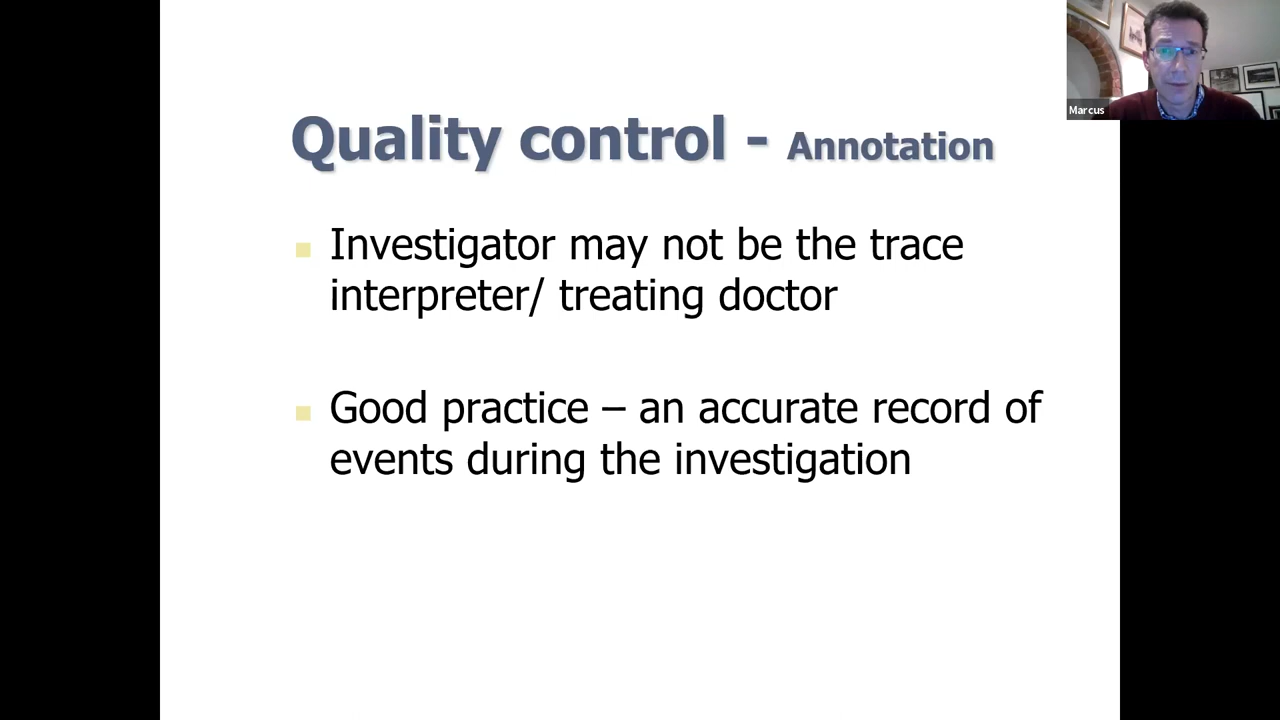 Quality control - Annotation
Investigator may not be the trace
interpreter/ treating doctor
Good practice – an accurate record of
events during the investigation
Marcus